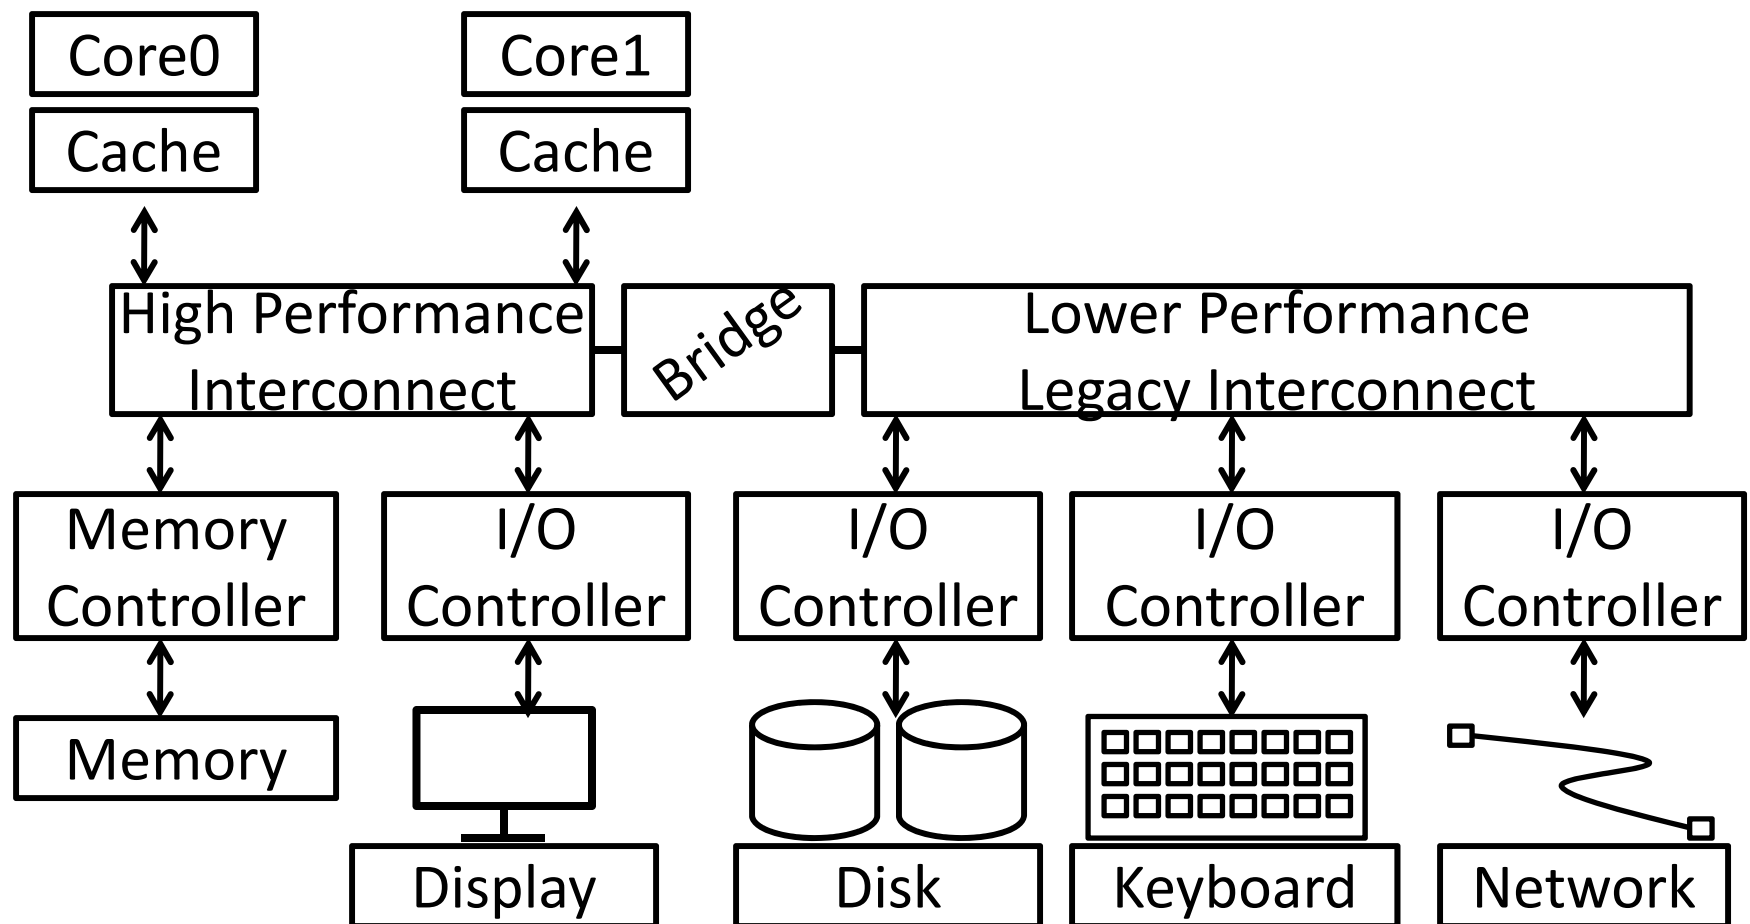 Core0
Core1
Cache
Cache
High Performance
Interconnect
Bridge
Lower Performance
Legacy Interconnect
Memory
Controller
I/O
Controller
I/O
Controller
I/O
Controller
I/O
Controller
Memory
Display
Disk
Keyboard
Network